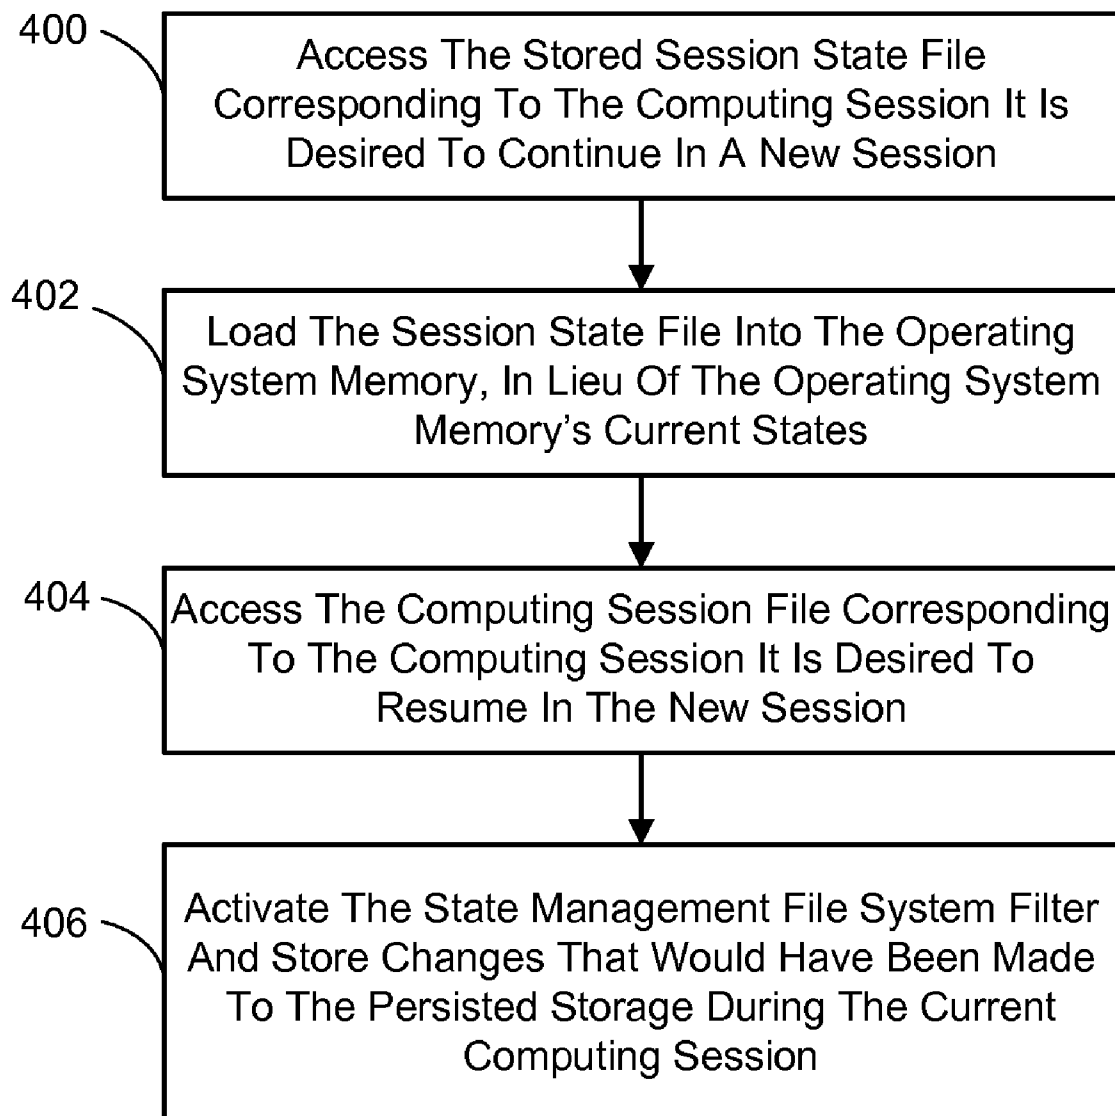 400
Access The Stored Session State File
Corresponding To The Computing Session It Is
Desired To Continue In A New Session
402
Load The Session State File Into The Operating
System Memory, In Lieu Of The Operating System
Memory's Current States
404
Access The Computing Session File Corresponding
To The Computing Session It Is Desired To
Resume In The New Session
406
Activate The State Management File System Filter
And Store Changes That Would Have Been Made
To The Persisted Storage During The Current
Computing Session